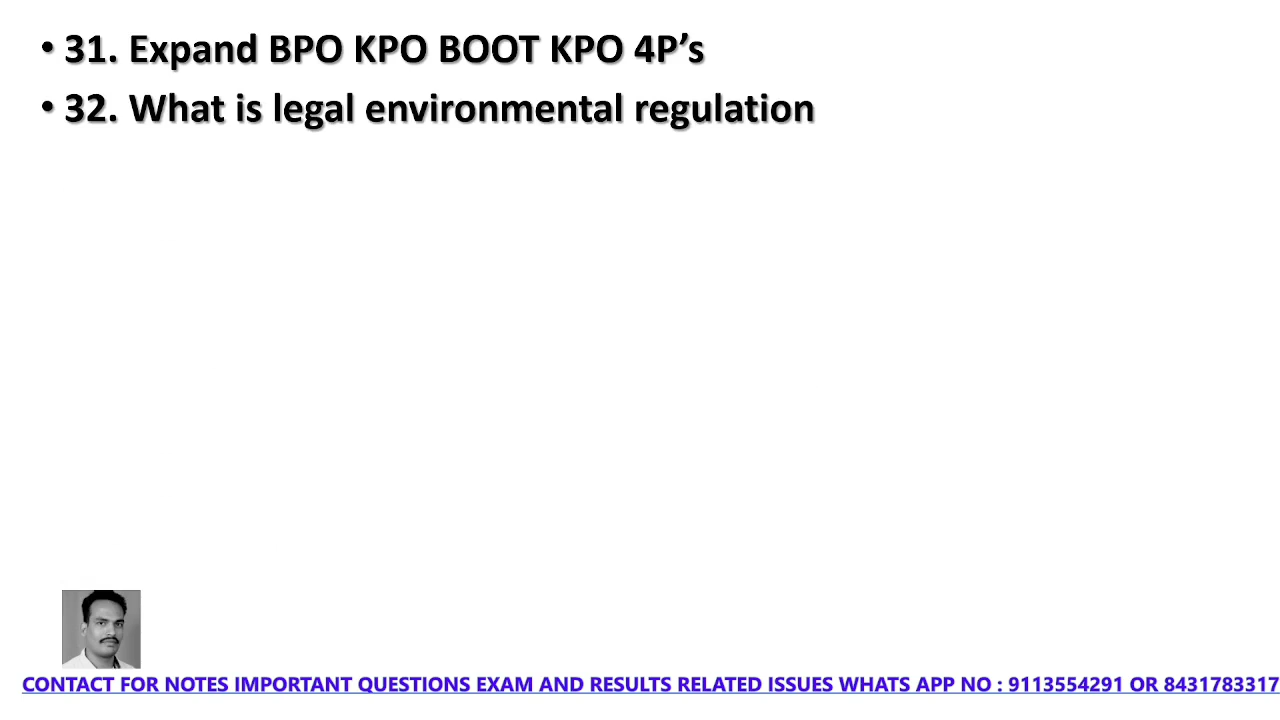 • 31. Expand BPO KPO BOOT KPO 4P’s
• 32. What is legal environmental regulation
CONTACT FOR NOTES IMPORTANT QUESTIONS EXAM AND RESULTS RELATED ISSUES WHATS APP NO : 9113554291 OR 8431783317